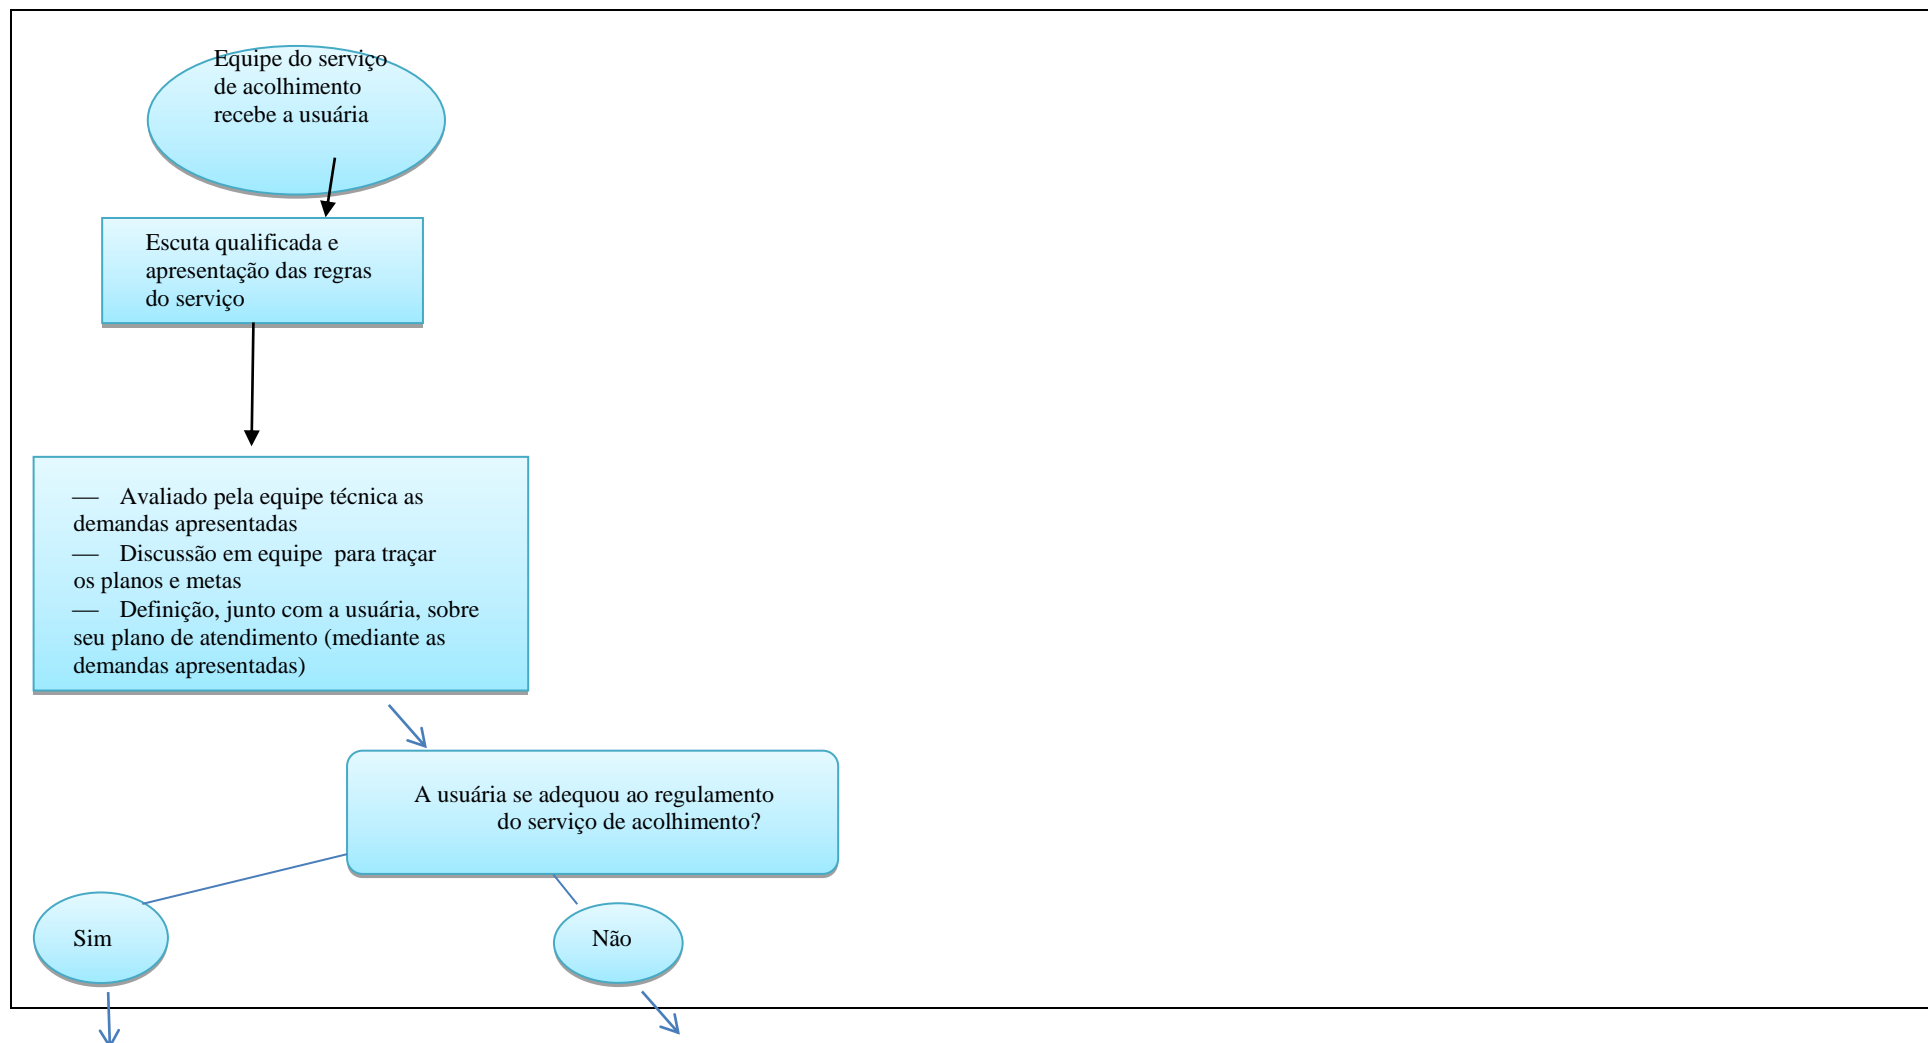 Equipe do serviço
de acolhimento
recebe a usuária
Escuta qualificada e
apresentação das regras
do serviço
— Avaliado pela equipe técnica as
demandas apresentadas
— Discussão em equipe para traçar
os planos e metas
— Definição, junto com a usuária, sobre
seu plano de atendimento (mediante as
demandas apresentadas)
A usuária se adequou ao regulamento
do serviço de acolhimento?
Sim
Não